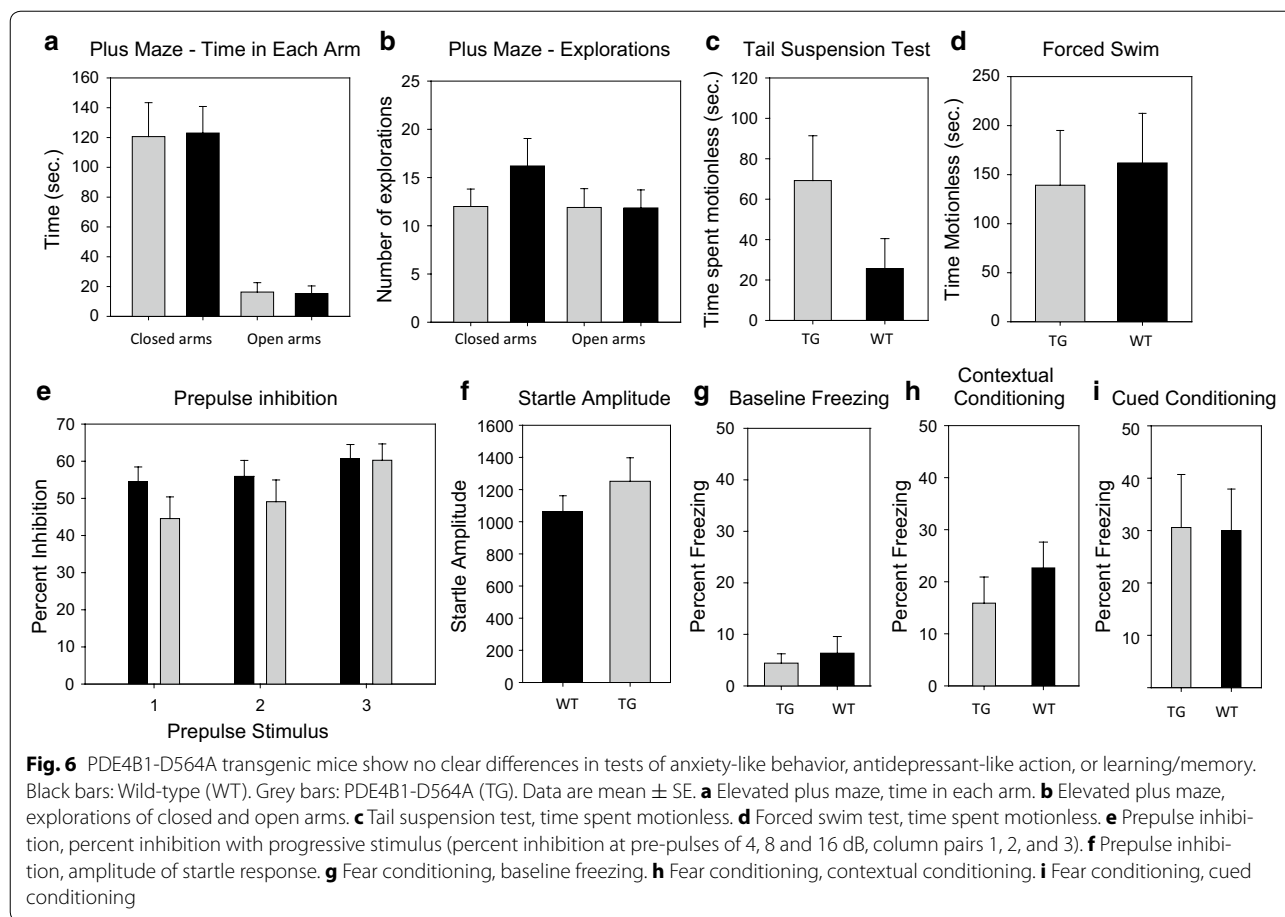 a
Plus Maze - Time in Each Arm
Time (sec.)
160
140
120
100
80
60
40
20
0
Closed arms Open arms
b
Plus Maze - Explorations
Number of explorations
25
20
15
10
5
0
Closed arms Open arms
c
Tail Suspension Test
Time spent motionless (sec.)
120
100
80
60
40
20
0
TG WT
d
Forced Swim
Time Motionless (sec.)
250
200
150
100
50
0
TG WT
e
Prepulse inhibition
Percent Inhibition
70
60
50
40
30
20
10
0
1 2 3
Prepulse Stimulus
f
Startle Amplitude
Startle Amplitude
1600
1400
1200
1000
800
600
400
200
0
WT TG
g
Baseline Freezing
Percent Freezing
50
40
30
20
10
0
TG WT
h
Contextual
Conditioning
Percent Freezing
50
40
30
20
10
0
TG WT
i
Cued Conditioning
Percent Freezing
50
40
30
20
10
TG WT
Fig. 6 PDE4B1-D564A transgenic mice show no clear differences in tests of anxiety-like behavior, antidepressant-like action, or learning/memory.
Black bars: Wild-type (WT). Grey bars: PDE4B1-D564A (TG). Data are mean ± SE. a Elevated plus maze, time in each arm. b Elevated plus maze,
explorations of closed and open arms. c Tail suspension test, time spent motionless. d Forced swim test, time spent motionless. e Prepulse inhibi-
tion, percent inhibition with progressive stimulus (percent inhibition at pre-pulses of 4, 8 and 16 dB, column pairs 1, 2, and 3). f Prepulse inhibi-
tion, amplitude of startle response. g Fear conditioning, baseline freezing. h Fear conditioning, contextual conditioning. i Fear conditioning, cued
conditioning